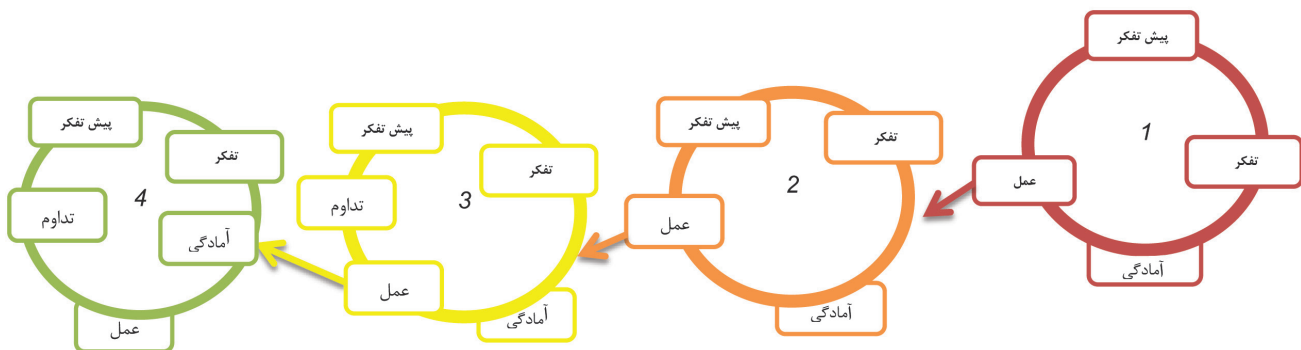 پیش تفکر
1
تفکر
عمل
آمادگی
پیش تفکر
تفکر
2
عمل
آمادگی
پیش تفکر
تفکر
3
تداوم
عمل
آمادگی
پیش تفکر
تفکر
4
تداوم
آمادگی
عمل